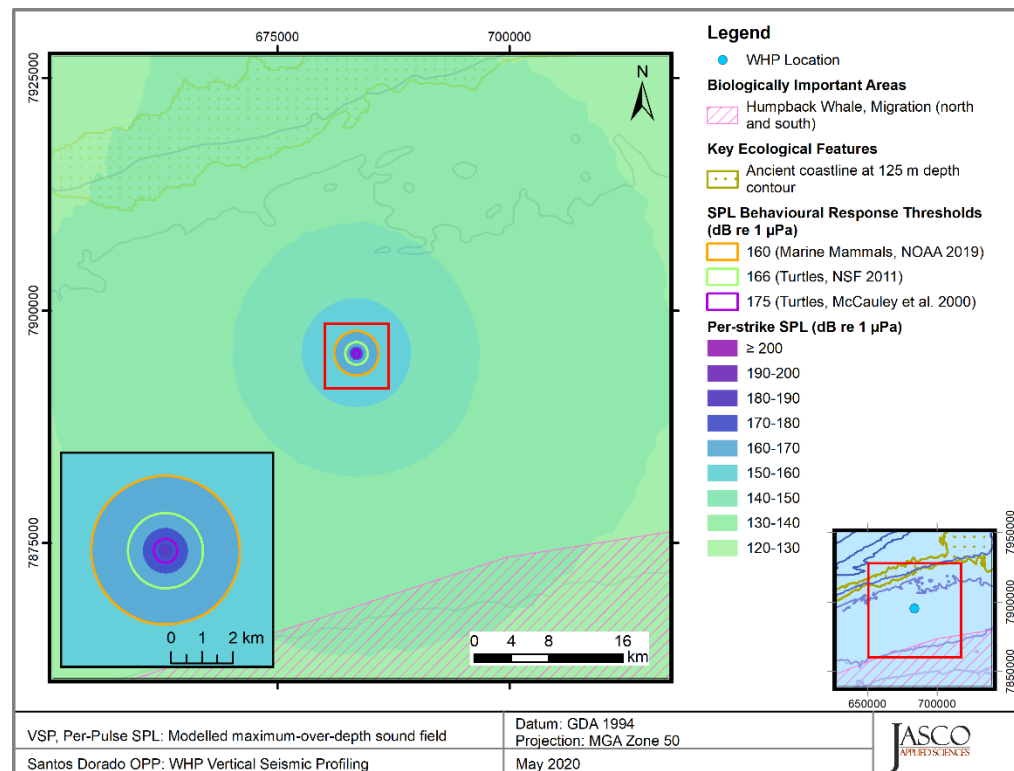 675000
700000
7925000
7900000
7875000
N
0 1 2 km
0 4 8 16
km
Legend
WHP Location
Biologically Important Areas
Humpback Whale, Migration (north
and south)
Key Ecological Features
Ancient coastline at 125 m depth
contour
SPL Behavioural Response Thresholds
(dB re 1 µPa)
160 (Marine Mammals, NOAA 2019)
166 (Turtles, NSF 2011)
175 (Turtles, McCauley et al. 2000)
Per-strike SPL (dB re 1 µPa)
≥ 200
190-200
180-190
170-180
160-170
150-160
140-150
130-140
120-130
7950000
7900000
7850000
650000
700000
VSP, Per-Pulse SPL: Modelled maximum-over-depth sound field
Santos Dorado OPP: WHP Vertical Seismic Profiling
Datum: GDA 1994
Projection: MGA Zone 50
May 2020
JASCO
APPLIED SCIENCES